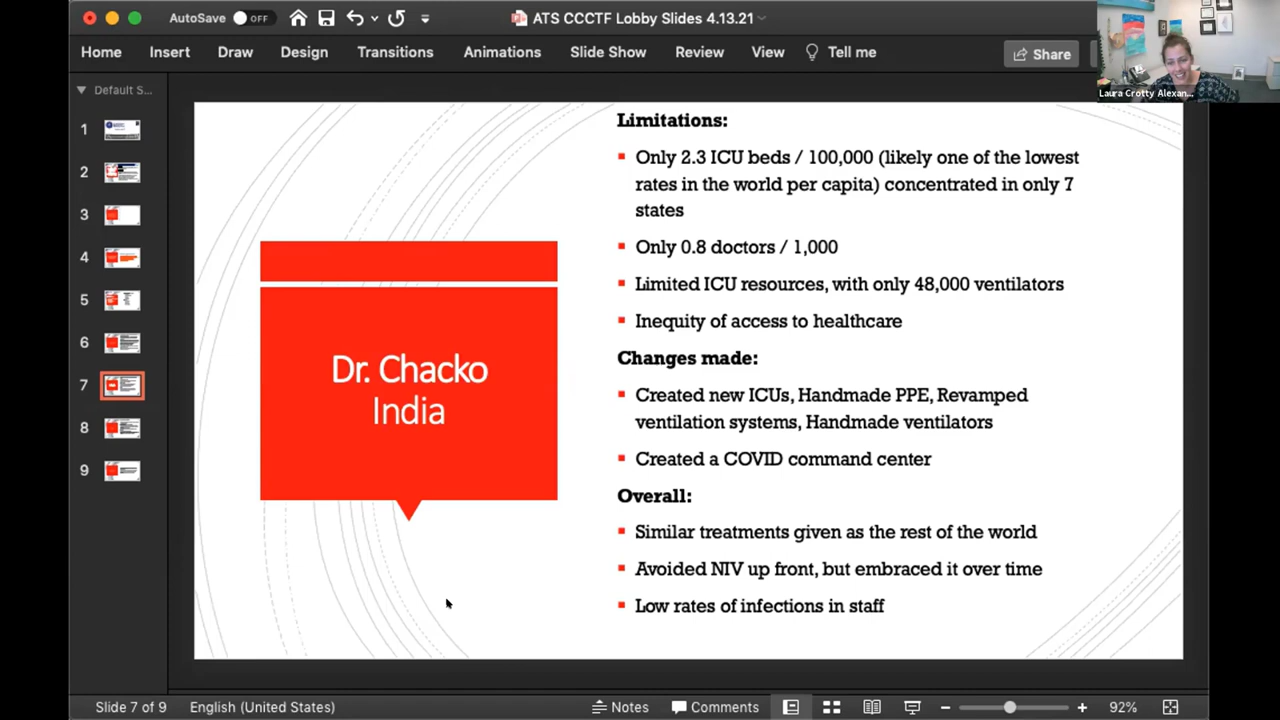 AutoSave OFF
ATS CCCTF Lobby Slides 4.13.21
Home Insert Draw Design Transitions Animations Slide Show Review View Tell me Share
Laura Crotty Alexan...
Default S...
1
2
3
4
5
6
7
8
9
Dr. Chacko
India
Limitations:
Only 2.3 ICU beds / 100,000 (likely one of the lowest
rates in the world per capita) concentrated in only 7
states
Only 0.8 doctors / 1,000
Limited ICU resources, with only 48,000 ventilators
Inequity of access to healthcare
Changes made:
Created new ICUs, Handmade PPE, Revamped
ventilation systems, Handmade ventilators
Created a COVID command center
Overall:
Similar treatments given as the rest of the world
Avoided NIV up front, but embraced it over time
Low rates of infections in staff
Slide 7 of 9 English (United States) Notes Comments 92%